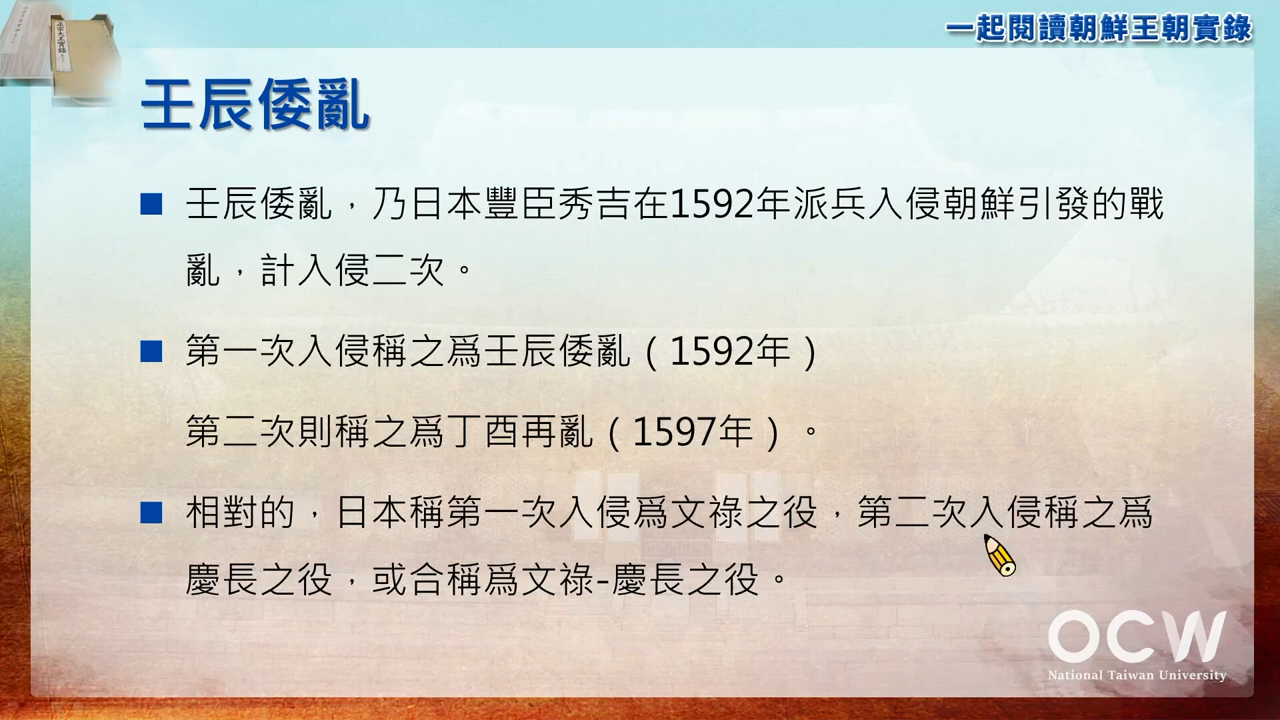 一起閱讀朝鮮王朝實錄
壬辰倭亂
壬辰倭亂，乃日本豐臣秀吉在1592年派兵入侵朝鮮引發的戰
亂，計入侵二次。
第一次入侵稱之爲壬辰倭亂（1592年）
第二次則稱之爲丁酉再亂（1597年）。
相對的，日本稱第一次入侵爲文祿之役，第二次入侵稱之爲
慶長之役，或合稱爲文祿-慶長之役。
OCW
National Taiwan University